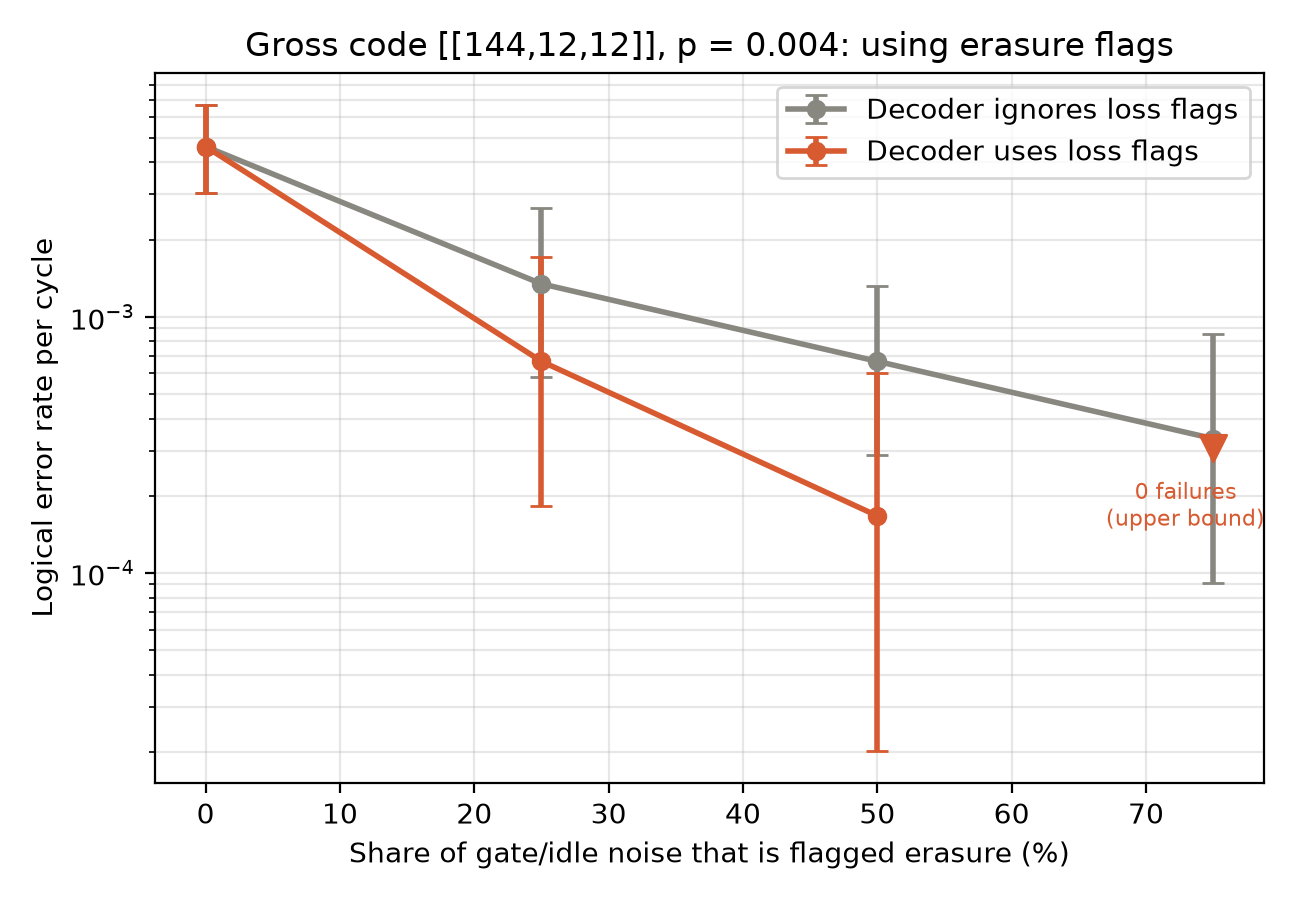 Gross code [[144,12,12]], p = 0.004: using erasure flags
Decoder ignores loss flags
Decoder uses loss flags
Logical error rate per cycle
10⁻³
10⁻⁴
0 failures
(upper bound)
0 10 20 30 40 50 60 70
Share of gate/idle noise that is flagged erasure (%)